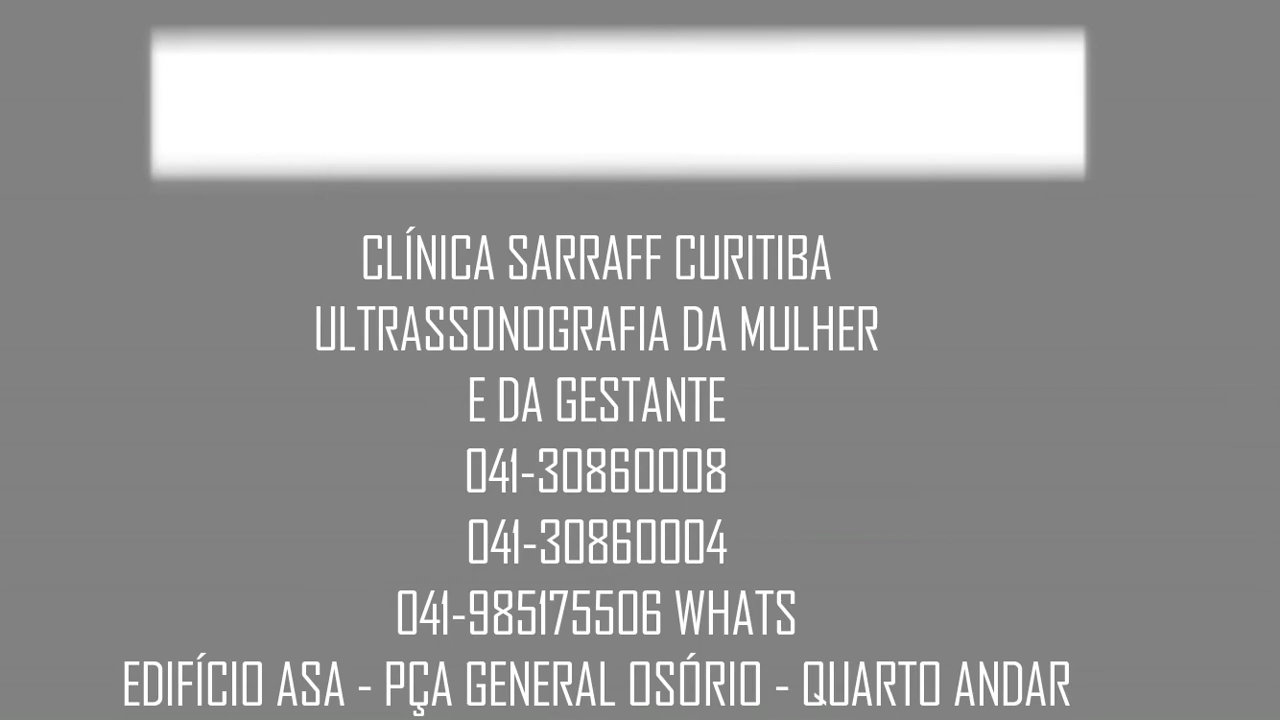 CLÍNICA SARRAFF CURITIBA
ULTRASSONOGRAFIA DA MULHER
E DA GESTANTE
041-30860008
041-30860004
041-985175506 WHATS
EDIFÍCIO ASA - PÇA GENERAL OSÓRIO - QUARTO ANDAR